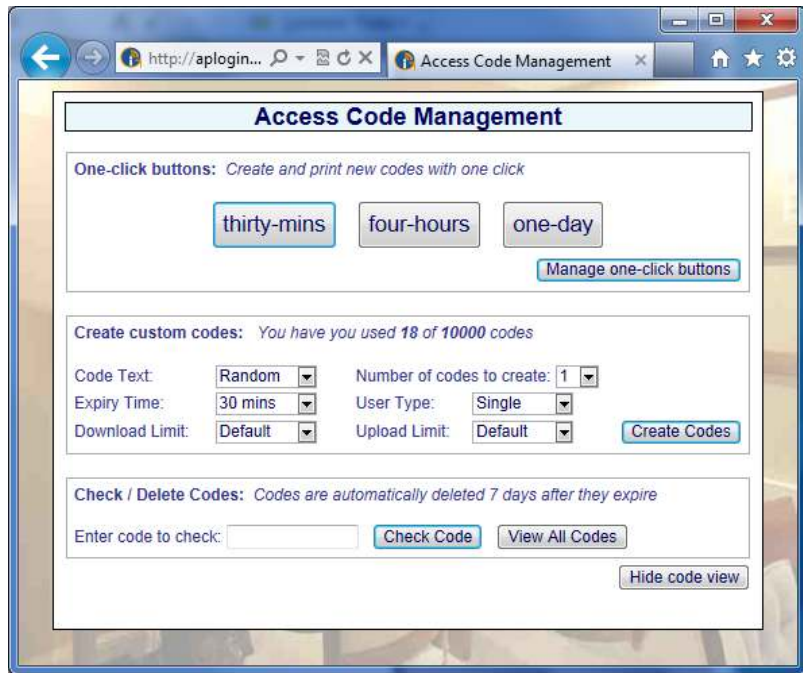 http://aplogin...
Access Code Management
Access Code Management
One-click buttons: Create and print new codes with one click
thirty-mins four-hours one-day
Manage one-click buttons
Create custom codes: You have you used 18 of 10000 codes
Code Text: Random Number of codes to create: 1
Expiry Time: 30 mins User Type: Single
Download Limit: Default Upload Limit: Default Create Codes
Check / Delete Codes: Codes are automatically deleted 7 days after they expire
Enter code to check: Check Code View All Codes
Hide code view